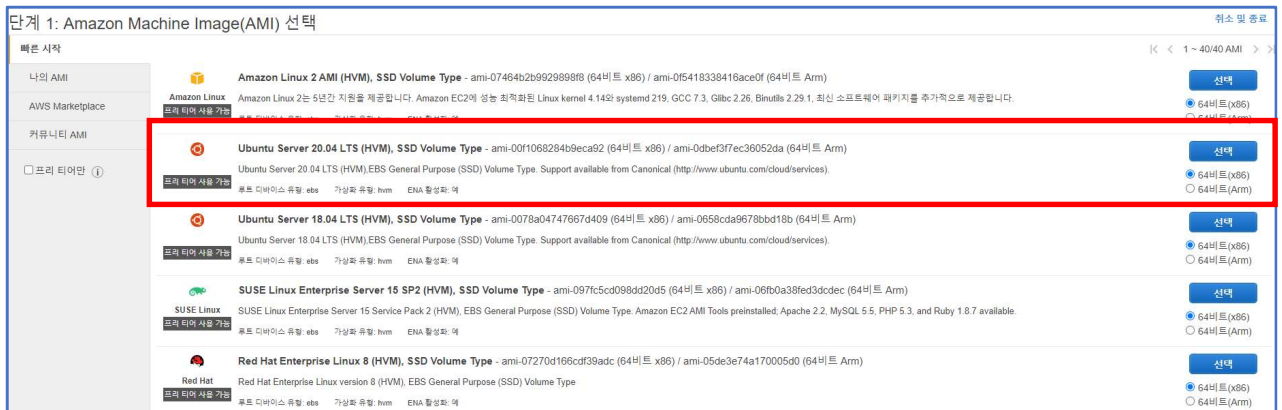 단계 1: Amazon Machine Image(AMI) 선택
취소 및 종료
빠른 시작
1 ~ 40/40 AMI
나의 AMI
AWS Marketplace
커뮤니티 AMI
프리 티어만
Amazon Linux
프리 티어 사용 가능
Amazon Linux 2 AMI (HVM), SSD Volume Type - ami-07464b2b9929898f8 (64비트 x86) / ami-0f5418338416ace0f (64비트 Arm)
Amazon Linux 2는 5년간 지원을 제공합니다. Amazon EC2에 성능 최적화된 Linux kernel 4.14와 systemd 219, GCC 7.3, Glibc 2.26, Binutils 2.29.1, 최신 소프트웨어 패키지를 추가적으로 제공합니다.
선택
64비트(x86)
프리 티어 사용 가능
Ubuntu Server 20.04 LTS (HVM), SSD Volume Type - ami-00f1068284b9eca92 (64비트 x86) / ami-0dbef3f7ec36052da (64비트 Arm)
Ubuntu Server 20.04 LTS (HVM),EBS General Purpose (SSD) Volume Type. Support available from Canonical (http://www.ubuntu.com/cloud/services).
루트 디바이스 유형: ebs 가상화 유형: hvm ENA 활성화: 예
선택
64비트(x86)
64비트(Arm)
프리 티어 사용 가능
Ubuntu Server 18.04 LTS (HVM), SSD Volume Type - ami-0078a04747667d409 (64비트 x86) / ami-0658cda9678bbd18b (64비트 Arm)
Ubuntu Server 18.04 LTS (HVM),EBS General Purpose (SSD) Volume Type. Support available from Canonical (http://www.ubuntu.com/cloud/services).
루트 디바이스 유형: ebs 가상화 유형: hvm ENA 활성화: 예
선택
64비트(x86)
64비트(Arm)
SUSE Linux
프리 티어 사용 가능
SUSE Linux Enterprise Server 15 SP2 (HVM), SSD Volume Type - ami-097fc5cd098dd20d5 (64비트 x86) / ami-06fb0a38fed3dcdec (64비트 Arm)
SUSE Linux Enterprise Server 15 Service Pack 2 (HVM), EBS General Purpose (SSD) Volume Type. Amazon EC2 AMI Tools preinstalled; Apache 2.2, MySQL 5.5, PHP 5.3, and Ruby 1.8.7 available.
루트 디바이스 유형: ebs 가상화 유형: hvm ENA 활성화: 예
선택
64비트(x86)
64비트(Arm)
Red Hat
프리 티어 사용 가능
Red Hat Enterprise Linux 8 (HVM), SSD Volume Type - ami-07270d166cdf39adc (64비트 x86) / ami-05de3e74a170005d0 (64비트 Arm)
Red Hat Enterprise Linux version 8 (HVM), EBS General Purpose (SSD) Volume Type
루트 디바이스 유형: ebs 가상화 유형: hvm ENA 활성화: 예
선택
64비트(x86)
64비트(Arm)